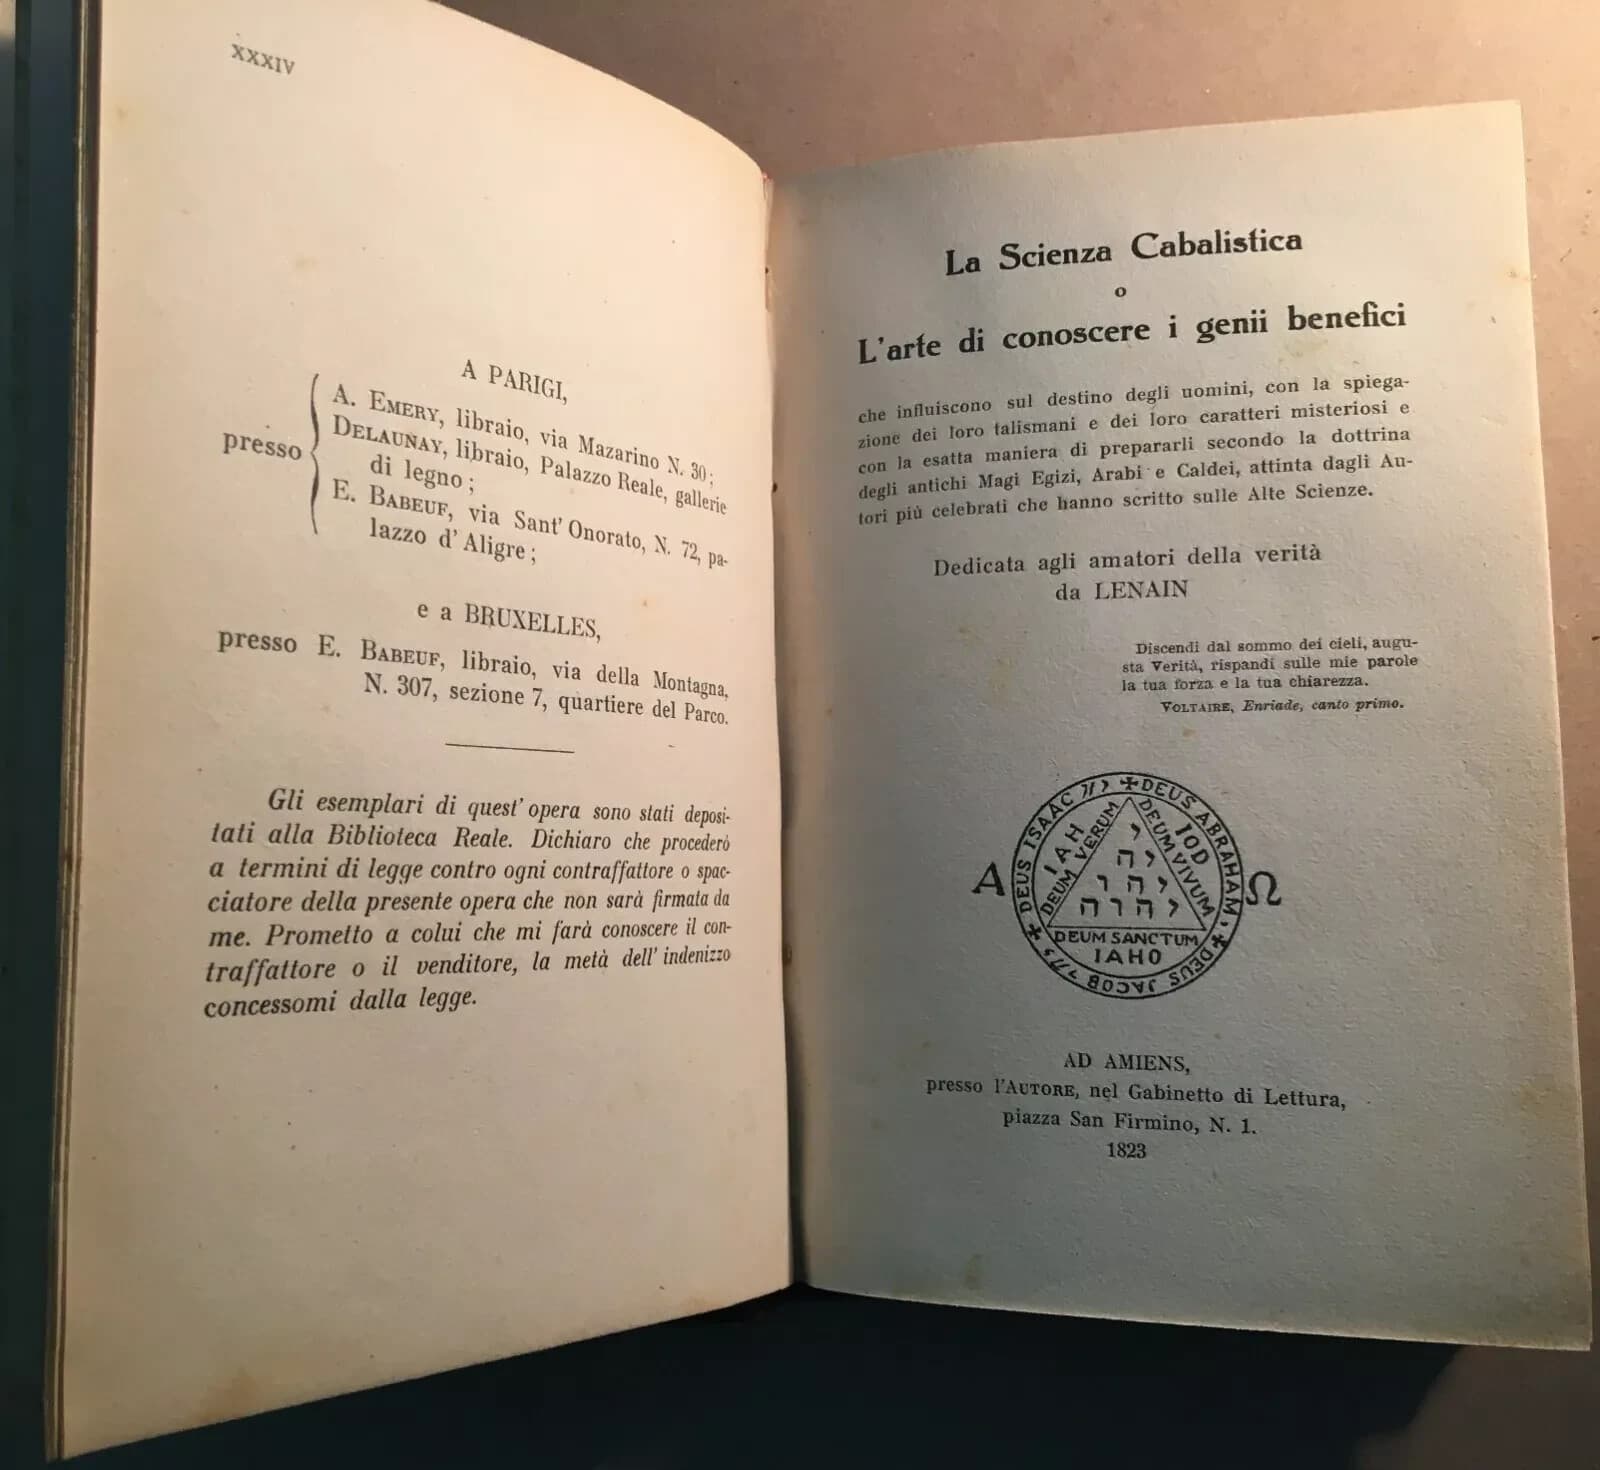 XXXIV
A PARIGI,
A. EMERY, libraio, via Mazarino N. 30;
DELAUNAY, libraio, Palazzo Reale, gallerie
di legno;
presso
E. BABEUF, via Sant' Onorato, N. 72, pa-
lazzo d'Aligre;
e a BRUXELLES,
presso E. BABEUF, libraio, via della Montagna,
N. 307, sezione 7, quartiere del Parco.
Gli esemplari di quest' opera sono stati deposi-
tati alla Biblioteca Reale. Dichiaro che procederò
a termini di legge contro ogni contraffattore o spac-
ciatore della presente opera che non sarà firmata da
me. Prometto a colui che mi farà conoscere il con-
traffattore o il venditore, la metà dell' indenizzo
concessomi dalla legge.
La Scienza Cabalistica
o
L'arte di conoscere i genii benefici
che influiscono sul destino degli uomini, con la spiega-
zione dei loro talismani e dei loro caratteri misteriosi e
con la esatta maniera di prepararli secondo la dottrina
degli antichi Magi Egizi, Arabi e Caldei, attinta dagli Au-
tori più celebrati che hanno scritto sulle Alte Scienze.
Dedicata agli amatori della verità
da LENAIN
Discendi dal sommo dei cieli, augu-
sta Verità, rispandi sulle mie parole
la tua forza e la tua chiarezza.
VOLTAIRE, Enriade, canto primo.
✠ DEUS ABRAHAM
✠ DEUS JACOB
✠ DEUS ISAAC
IAH
DEUM VERUM
IOD
DEUM VIVUM
י
יה
יהו
יהוה
DEUM SANCTUM
IAHO
A Ω
AD AMIENS,
presso l'AUTORE, nel Gabinetto di Lettura,
piazza San Firmino, N. 1.
1823